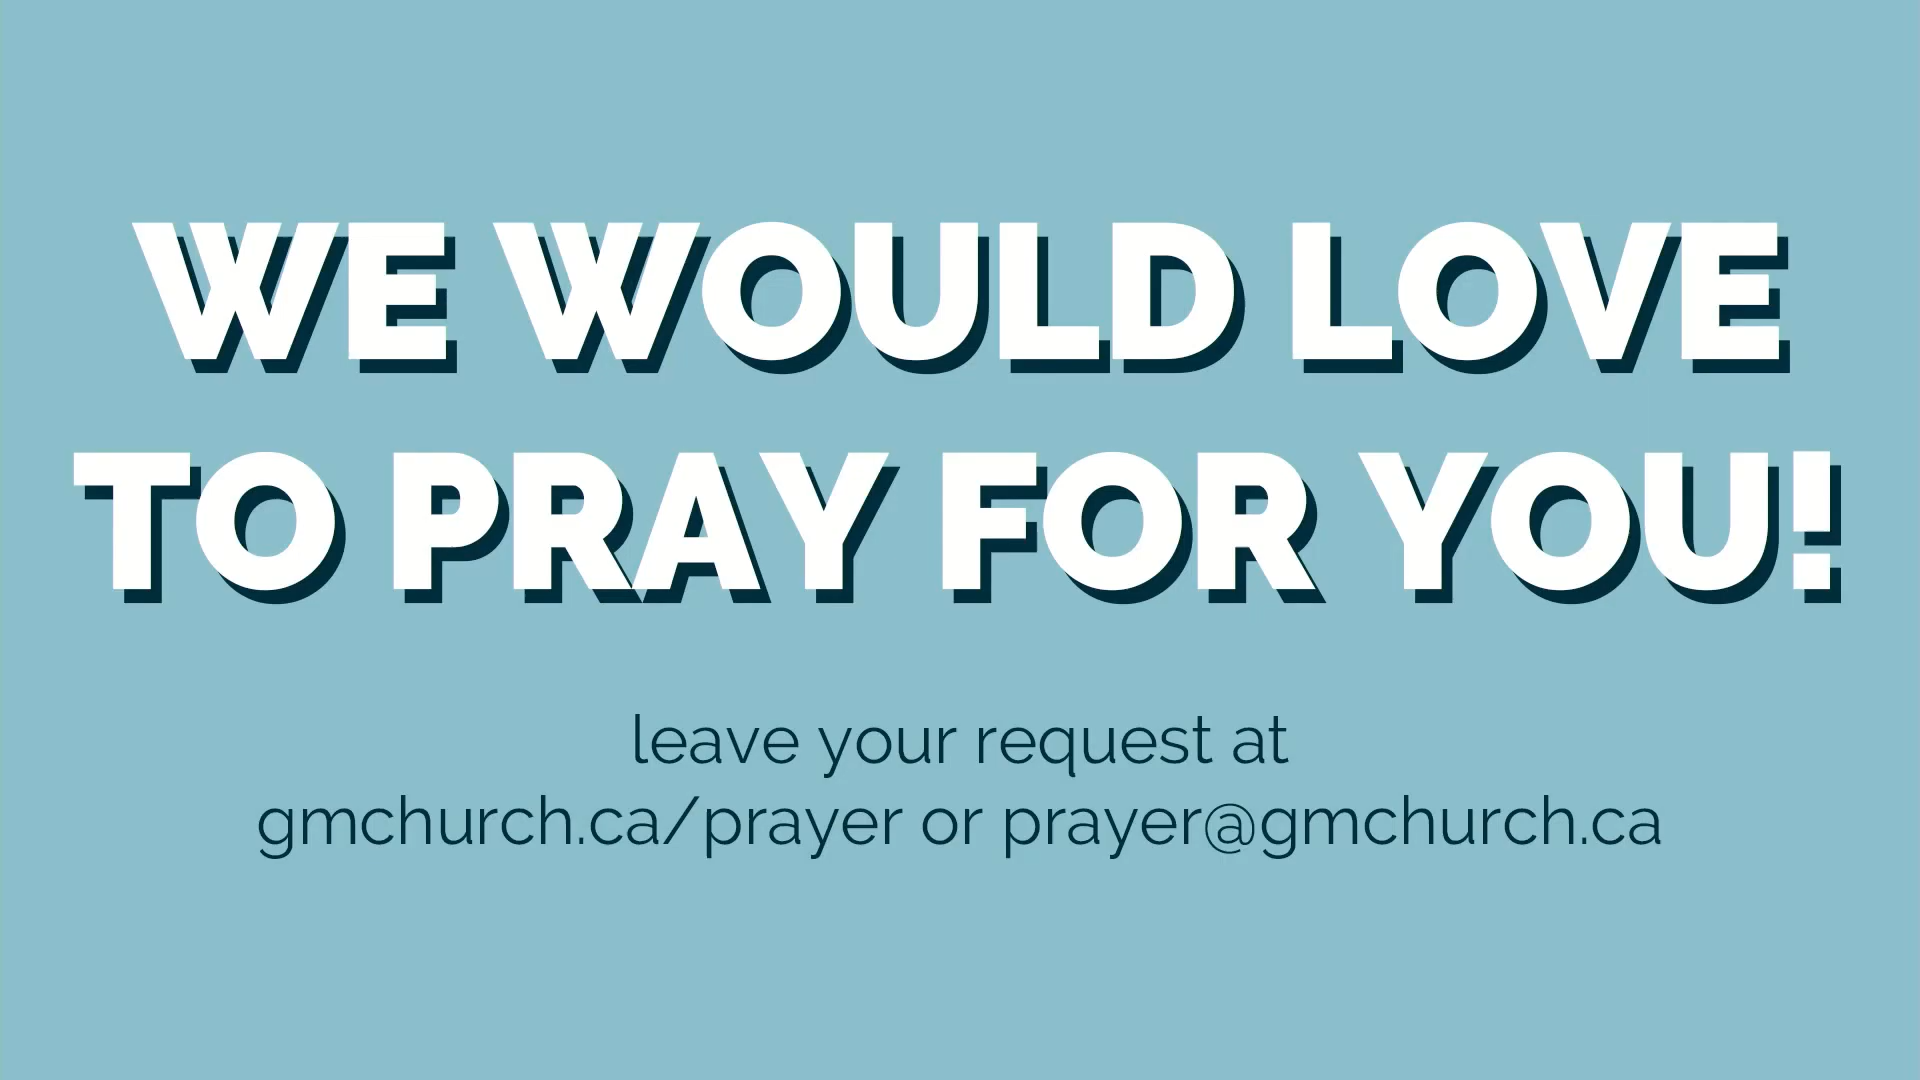 WE WOULD LOVE
TO PRAY FOR YOU!
leave your request at
gmchurch.ca/prayer or prayer@gmchurch.ca